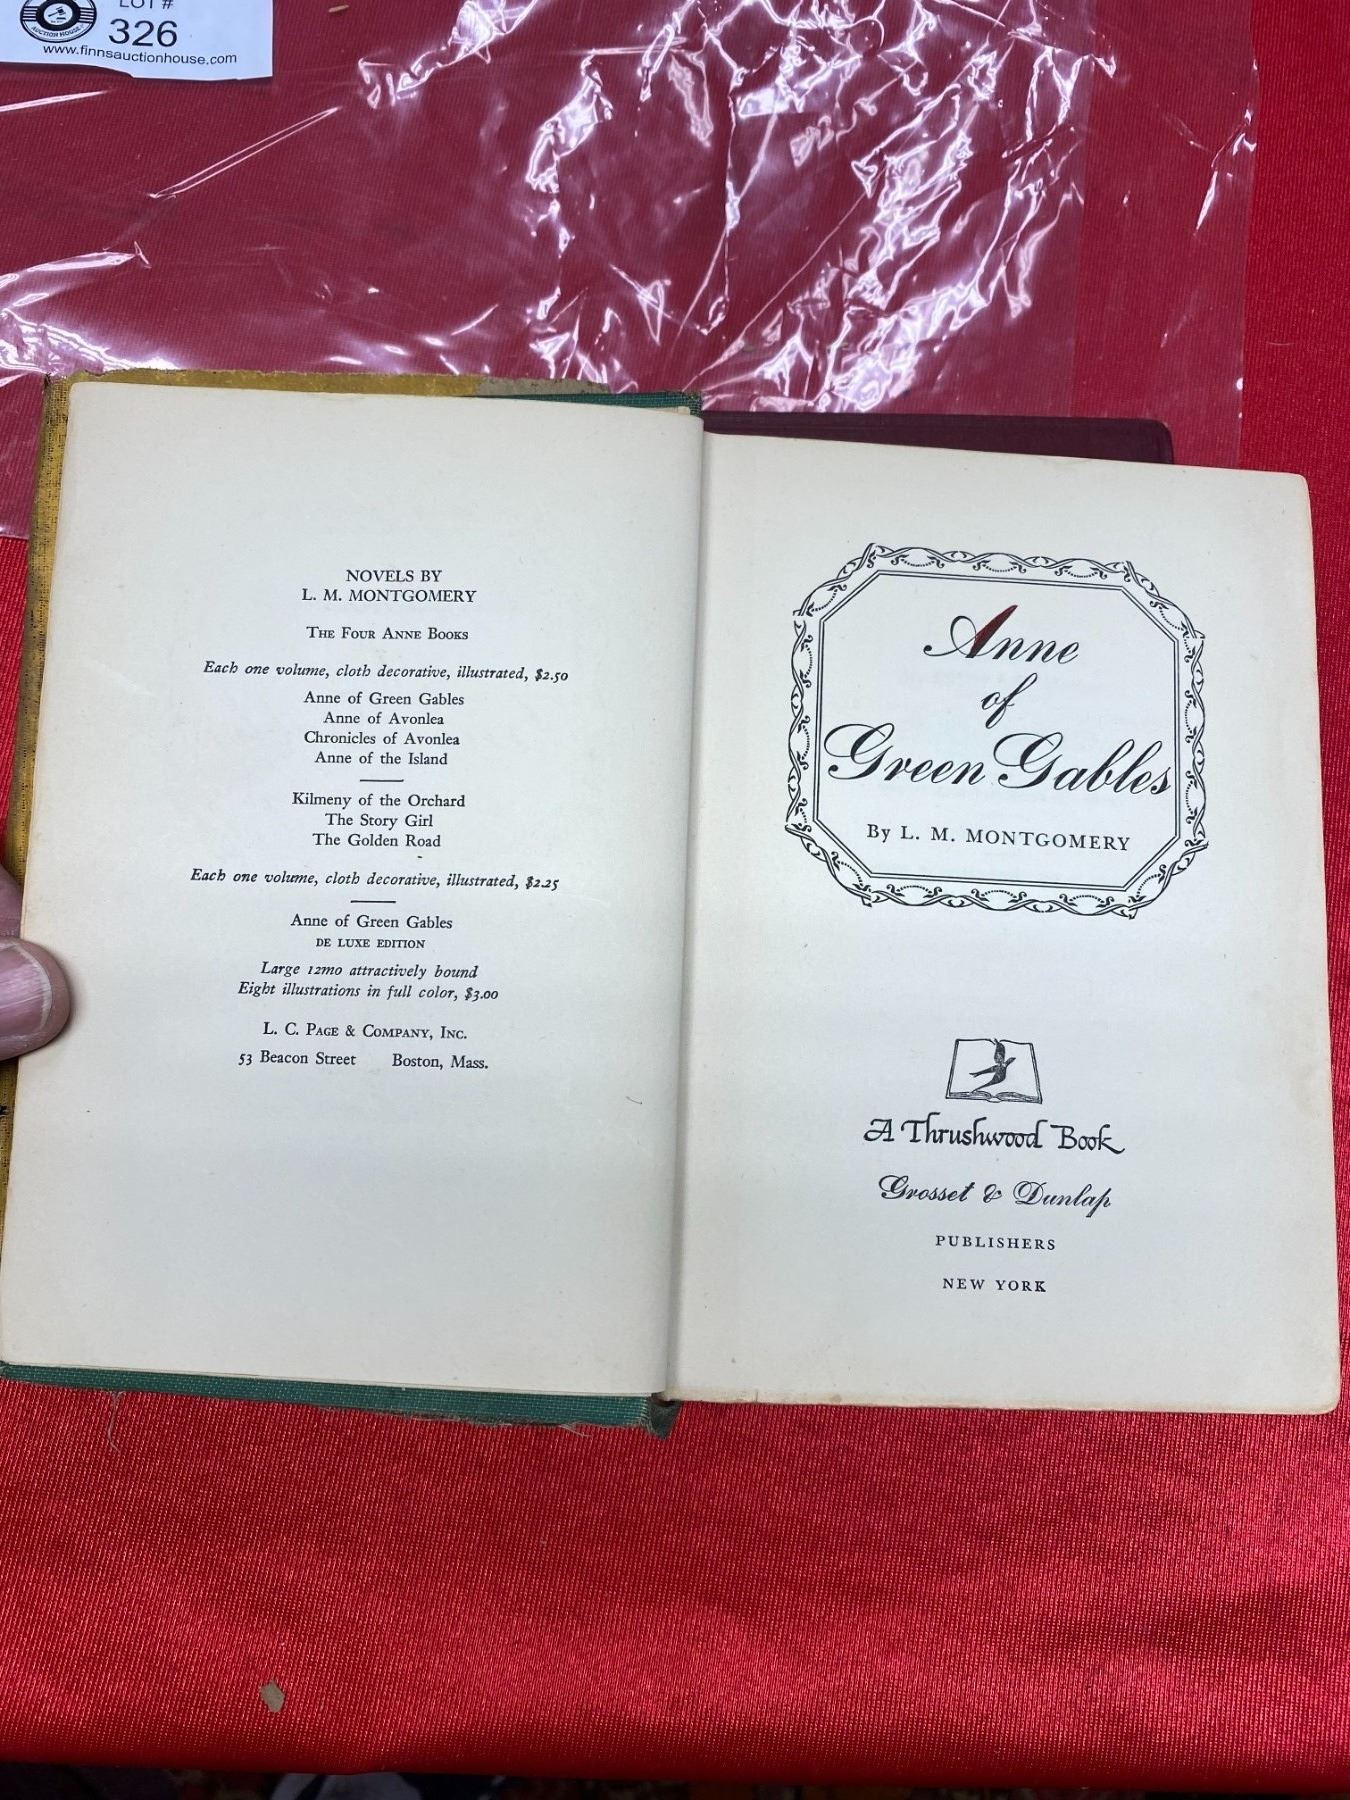 LOT #
326
www.finnsauctionhouse.com
AUCTION HOUSE
NOVELS BY
L. M. MONTGOMERY
The Four Anne Books
Each one volume, cloth decorative, illustrated, $2.50
Anne of Green Gables
Anne of Avonlea
Chronicles of Avonlea
Anne of the Island
Kilmeny of the Orchard
The Story Girl
The Golden Road
Each one volume, cloth decorative, illustrated, $2.25
Anne of Green Gables
DE LUXE EDITION
Large 12mo attractively bound
Eight illustrations in full color, $3.00
L. C. Page & Company, Inc.
53 Beacon Street Boston, Mass.
Anne
of
Green Gables
By L. M. MONTGOMERY
A Thrushwood Book
Grosset & Dunlap
PUBLISHERS
NEW YORK